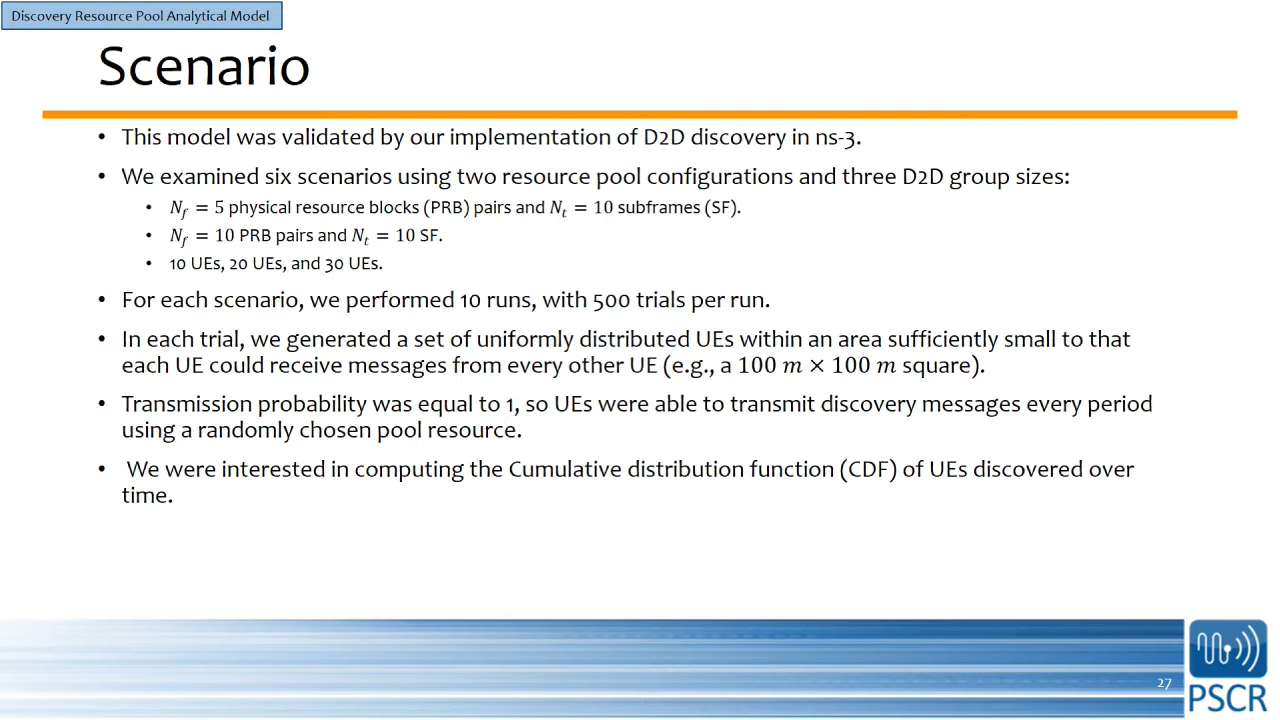 Discovery Resource Pool Analytical Model
Scenario
• This model was validated by our implementation of D2D discovery in ns-3.
• We examined six scenarios using two resource pool configurations and three D2D group sizes:
• N_f = 5 physical resource blocks (PRB) pairs and N_t = 10 subframes (SF).
• N_f = 10 PRB pairs and N_t = 10 SF.
• 10 UEs, 20 UEs, and 30 UEs.
• For each scenario, we performed 10 runs, with 500 trials per run.
• In each trial, we generated a set of uniformly distributed UEs within an area sufficiently small to that
each UE could receive messages from every other UE (e.g., a 100 m × 100 m square).
• Transmission probability was equal to 1, so UEs were able to transmit discovery messages every period
using a randomly chosen pool resource.
• We were interested in computing the Cumulative distribution function (CDF) of UEs discovered over
time.
27
PSCR